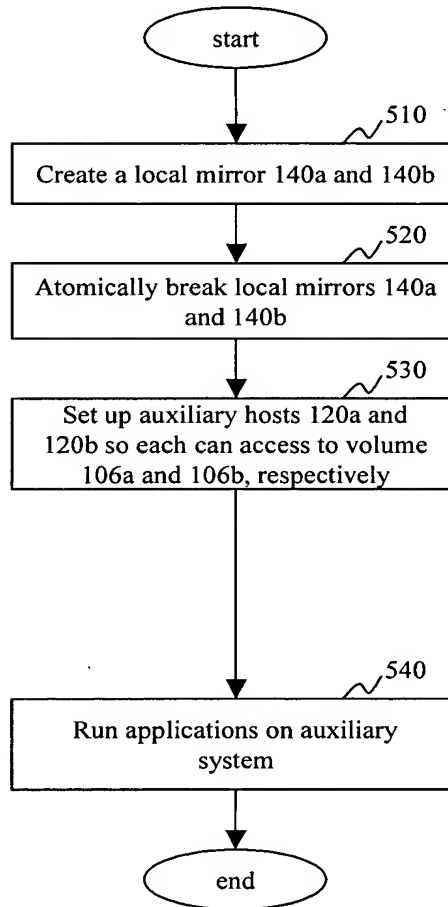 start
510
Create a local mirror 140a and 140b
520
Atomically break local mirrors 140a
and 140b
530
Set up auxiliary hosts 120a and
120b so each can access to volume
106a and 106b, respectively
540
Run applications on auxiliary
system
end